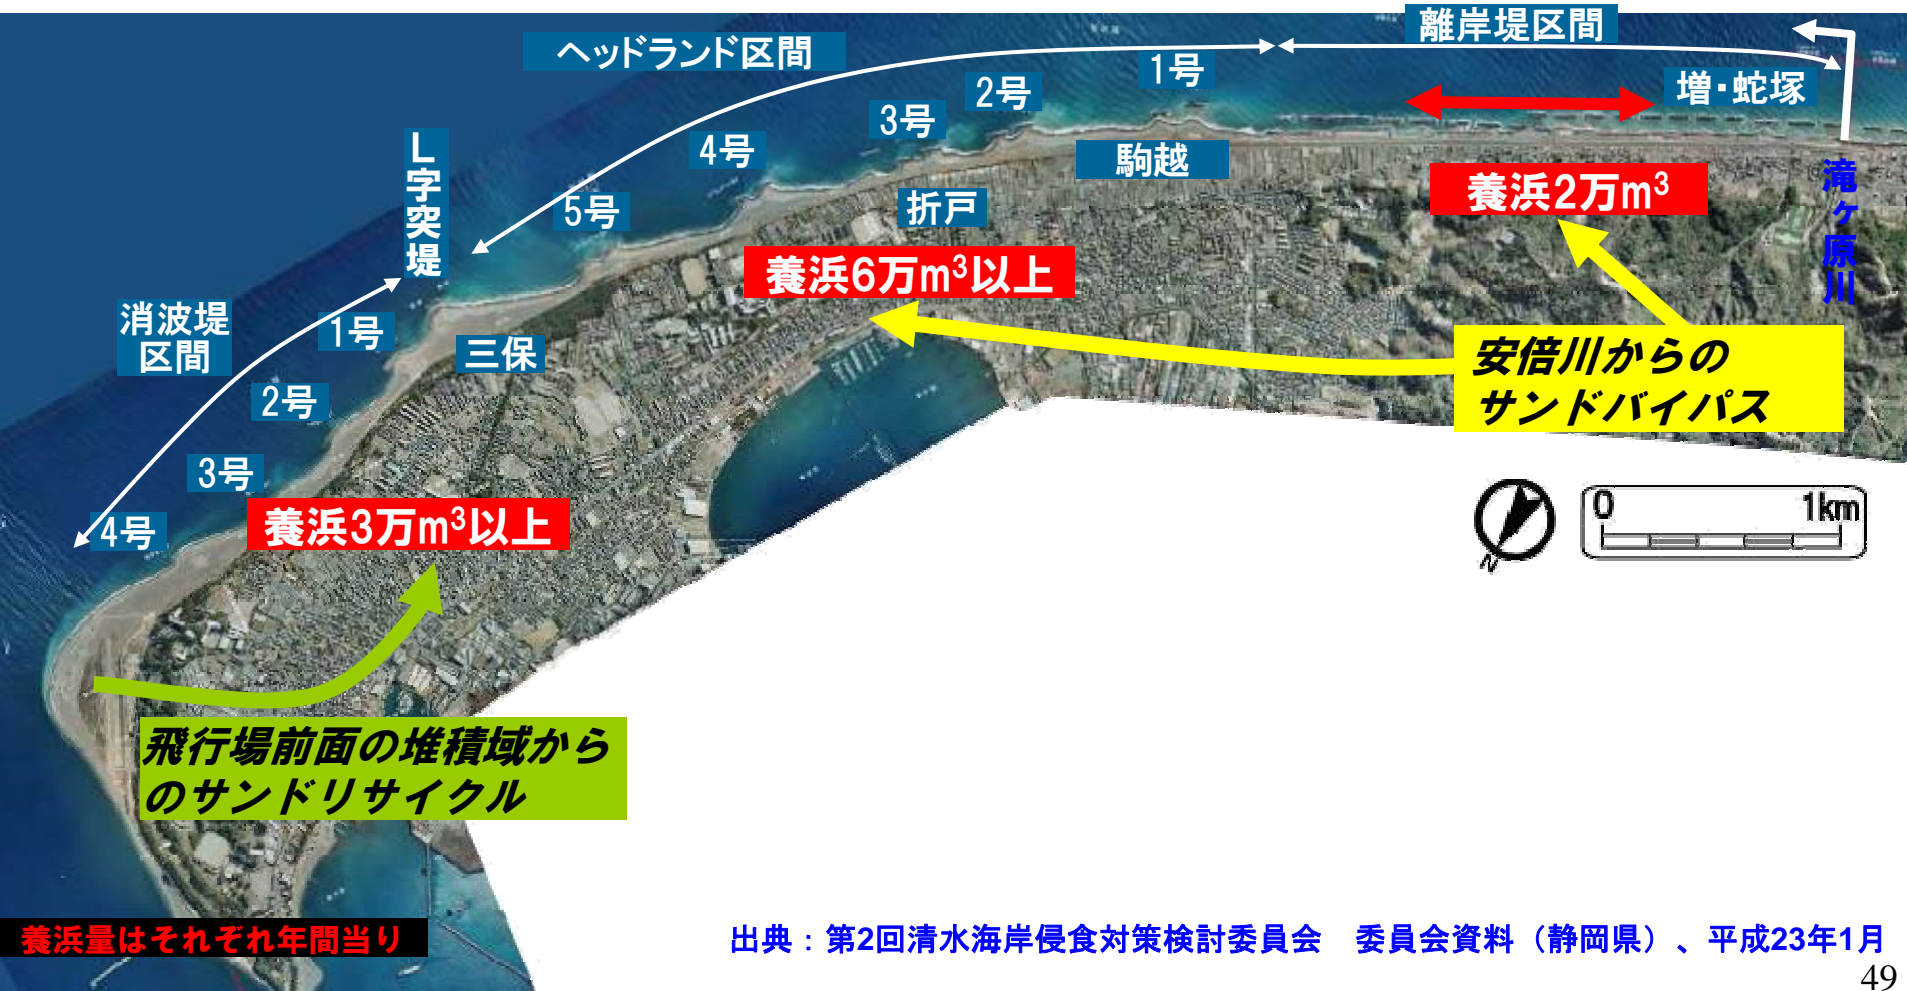 離岸堤区間
ヘッドランド区間
1号
増・蛇塚
2号
3号
4号
駒越
L字突堤
養浜2万m³
滝ヶ原川
5号
折戸
養浜6万m³以上
消波堤
区間
1号
三保
安倍川からの
サンドバイパス
2号
3号
4号
養浜3万m³以上
0 1km
N
飛行場前面の堆積域から
のサンドリサイクル
養浜量はそれぞれ年間当り
出典：第2回清水海岸侵食対策検討委員会　委員会資料（静岡県）、平成23年1月
49